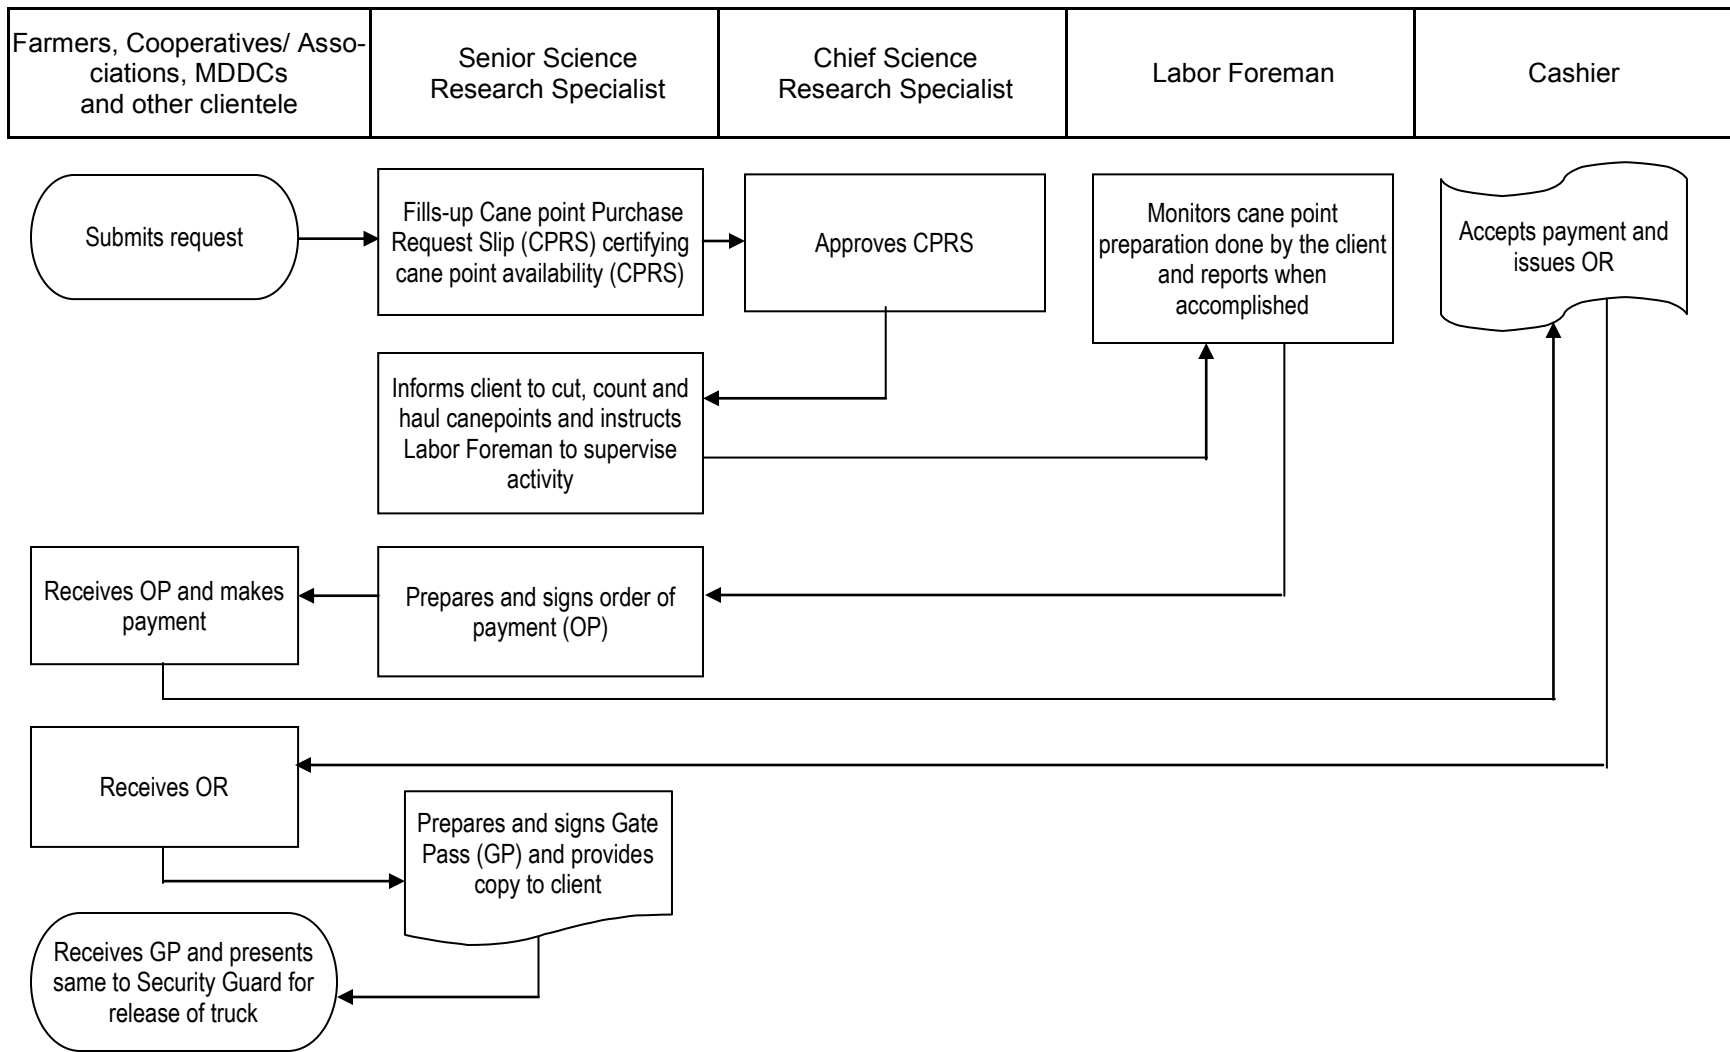 Farmers, Cooperatives/ Asso-
ciations, MDDCs
and other clientele
Senior Science
Research Specialist
Chief Science
Research Specialist
Labor Foreman
Cashier
Submits request
Fills-up Cane point Purchase
Request Slip (CPRS) certifying
cane point availability (CPRS)
Approves CPRS
Monitors cane point
preparation done by the client
and reports when
accomplished
Accepts payment and
issues OR
Informs client to cut, count and
haul canepoints and instructs
Labor Foreman to supervise
activity
Receives OP and makes
payment
Prepares and signs order of
payment (OP)
Receives OR
Prepares and signs Gate
Pass (GP) and provides
copy to client
Receives GP and presents
same to Security Guard for
release of truck